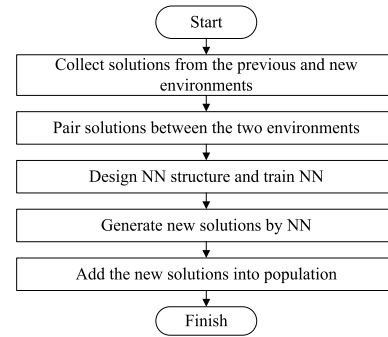 Start
Collect solutions from the previous and new
environments
Pair solutions between the two environments
Design NN structure and train NN
Generate new solutions by NN
Add the new solutions into population
Finish